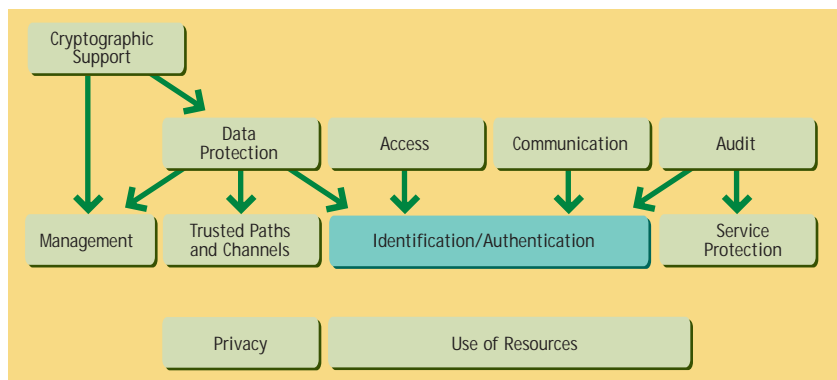 Cryptographic
Support
Data
Protection
Access
Communication
Audit
Management
Trusted Paths
and Channels
Identification/Authentication
Service
Protection
Privacy
Use of Resources